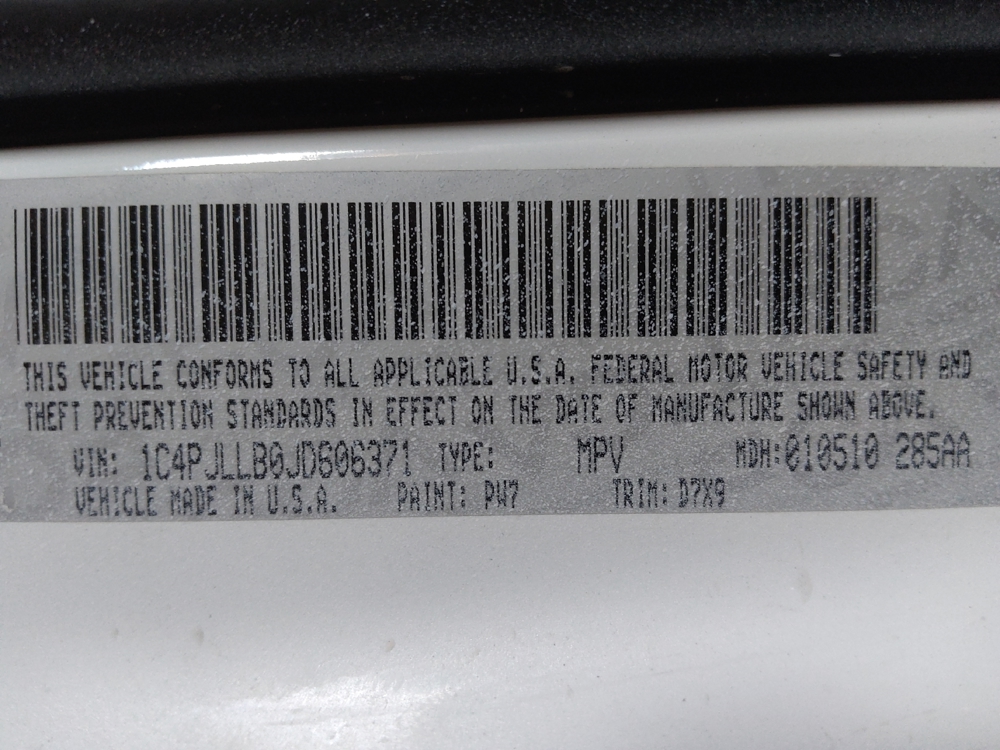 THIS VEHICLE CONFORMS TO ALL APPLICABLE U.S.A. FEDERAL MOTOR VEHICLE SAFETY AND
THEFT PREVENTION STANDARDS IN EFFECT ON THE DATE OF MANUFACTURE SHOWN ABOVE.
VIN: 1C4PJLLB0JD606371 TYPE: MPV MDH:010510 285AA
VEHICLE MADE IN U.S.A. PAINT: PW7 TRIM: D7X9